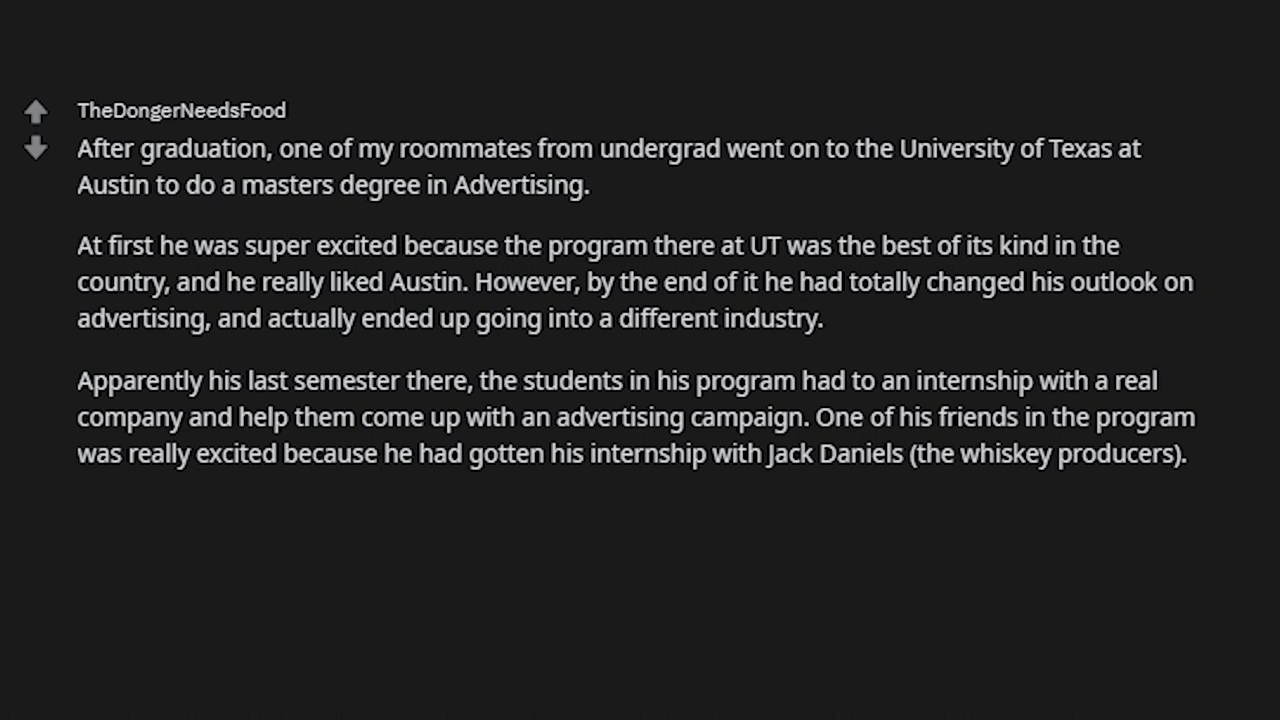 TheDongerNeedsFood
After graduation, one of my roommates from undergrad went on to the University of Texas at
Austin to do a masters degree in Advertising.
At first he was super excited because the program there at UT was the best of its kind in the
country, and he really liked Austin. However, by the end of it he had totally changed his outlook on
advertising, and actually ended up going into a different industry.
Apparently his last semester there, the students in his program had to an internship with a real
company and help them come up with an advertising campaign. One of his friends in the program
was really excited because he had gotten his internship with Jack Daniels (the whiskey producers).